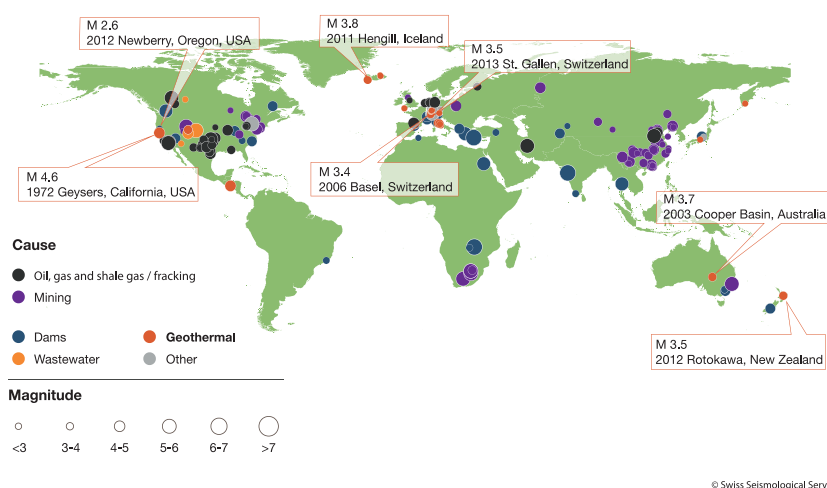 M 2.6
2012 Newberry, Oregon, USA
M 3.8
2011 Hengill, Iceland
M 3.5
2013 St. Gallen, Switzerland
M 4.6
1972 Geysers, California, USA
M 3.4
2006 Basel, Switzerland
M 3.7
2003 Cooper Basin, Australia
M 3.5
2012 Rotokawa, New Zealand
Cause
Oil, gas and shale gas / fracking
Mining
Dams
Geothermal
Wastewater
Other
Magnitude
<3 3-4 4-5 5-6 6-7 >7
© Swiss Seismological Serv